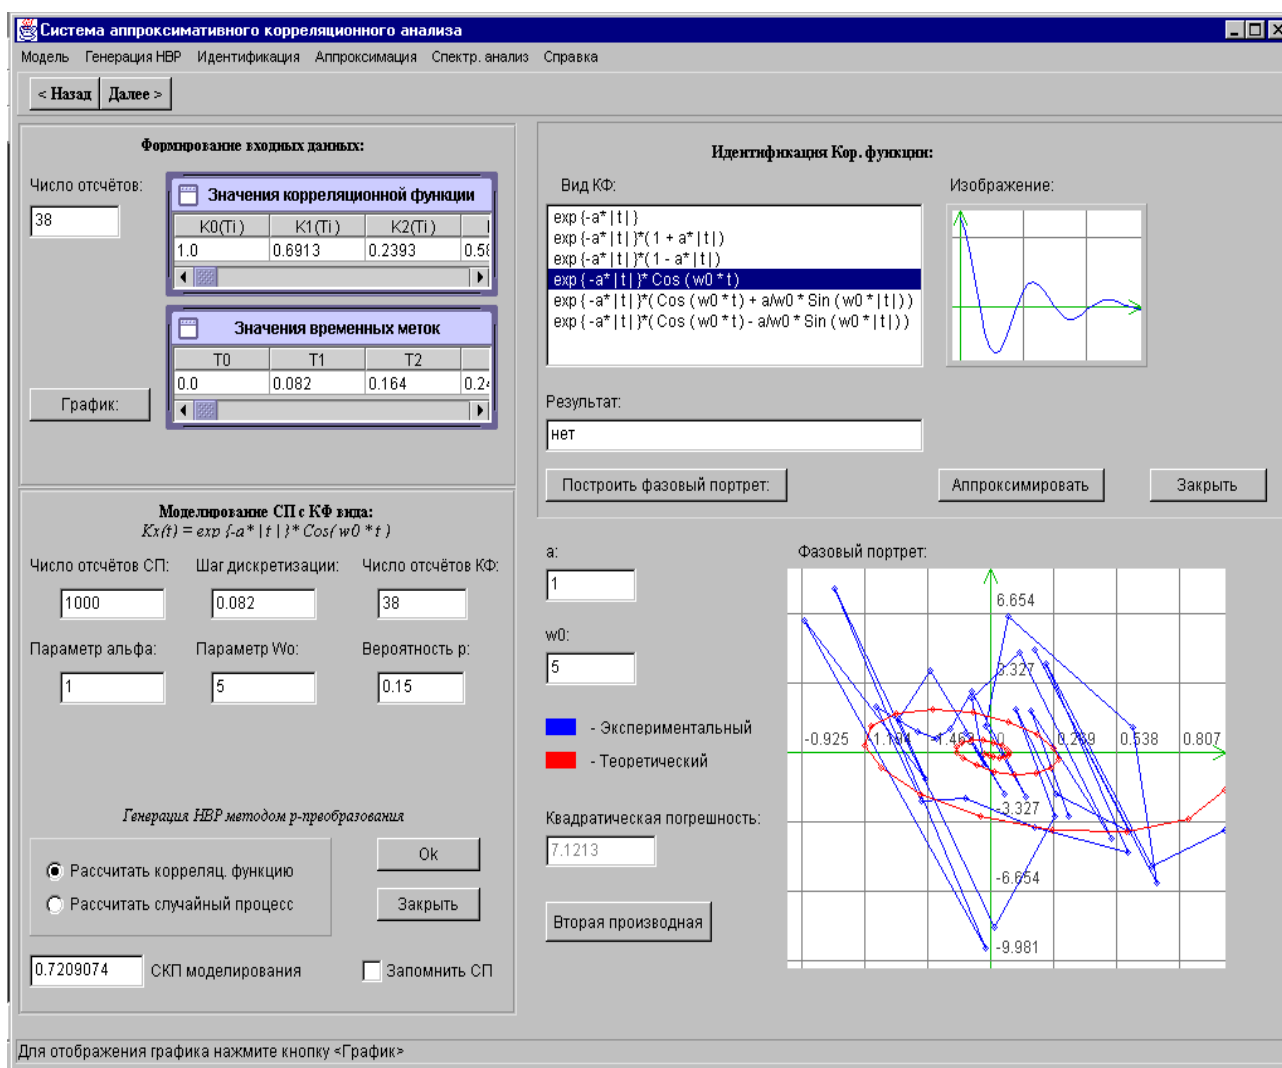 Система аппроксимативного корреляционного анализа
Модель Генерация НВР Идентификация Аппроксимация Спектр. анализ Справка
< Назад Далее >
Формирование входных данных:
Число отсчётов:
38
Значения корреляционной функции
K0(Ti) K1(Ti) K2(Ti)
1.0 0.6913 0.2393 0.58
Значения временных меток
T0 T1 T2
0.0 0.082 0.164 0.24
График:
Идентификация Кор. функции:
Вид КФ:
exp {-a* | t | }
exp {-a* | t | }*(1 + a* | t | )
exp {-a* | t | }*(1 - a* | t | )
exp { -a* | t | }* Cos ( w0 * t)
exp { -a* | t | }*( Cos ( w0 * t) + a/w0 * Sin ( w0 * | t | ) )
exp { -a* | t | }*( Cos ( w0 * t) - a/w0 * Sin ( w0 * | t | ) )
Изображение:
Результат:
нет
Построить фазовый портрет: Аппроксимировать Закрыть
Моделирование СП с КФ вида:
Kx(t) = exp {-a* | t | }* Cos( w0 * t )
Число отсчётов СП: Шаг дискретизации: Число отсчётов КФ:
1000 0.082 38
Параметр альфа: Параметр Wo: Вероятность p:
1 5 0.15
Генерация НВР методом p-преобразования
Рассчитать корреляц. функцию
Рассчитать случайный процесс
Ok
Закрыть
0.7209074 СКП моделирования Запомнить СП
a:
1
w0:
5
- Экспериментальный
- Теоретический
Квадратическая погрешность:
7.1213
Вторая производная
Фазовый портрет:
6.654
3.327
-0.925 -1.194 -1.463 0 0.269 0.538 0.807
-3.327
-6.654
-9.981
Для отображения графика нажмите кнопку <График>